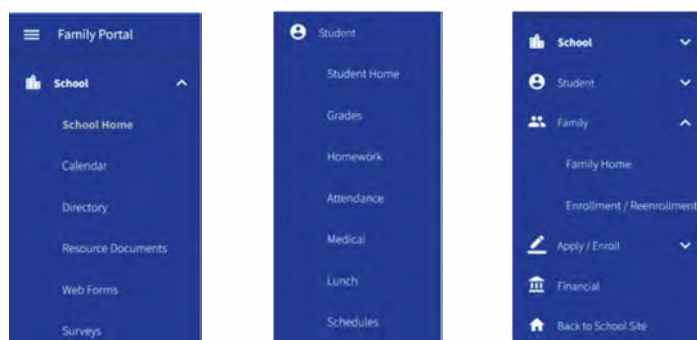 Family Portal
School
School Home
Calendar
Directory
Resource Documents
Web Forms
Surveys
Student
Student Home
Grades
Homework
Attendance
Medical
Lunch
Schedules
School
Student
Family
Family Home
Enrollment / Reenrollment
Apply / Enroll
Financial
Back to School Site